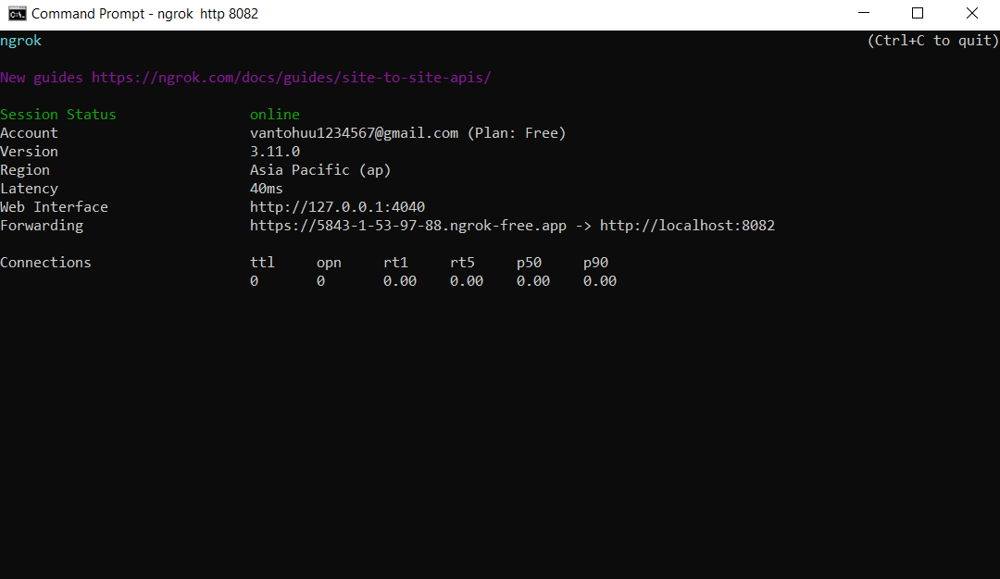 Command Prompt - ngrok http 8082
ngrok (Ctrl+C to quit)
New guides https://ngrok.com/docs/guides/site-to-site-apis/
Session Status online
Account vantohuu1234567@gmail.com (Plan: Free)
Version 3.11.0
Region Asia Pacific (ap)
Latency 40ms
Web Interface http://127.0.0.1:4040
Forwarding https://5843-1-53-97-88.ngrok-free.app -> http://localhost:8082
Connections ttl opn rt1 rt5 p50 p90
0 0 0.00 0.00 0.00 0.00